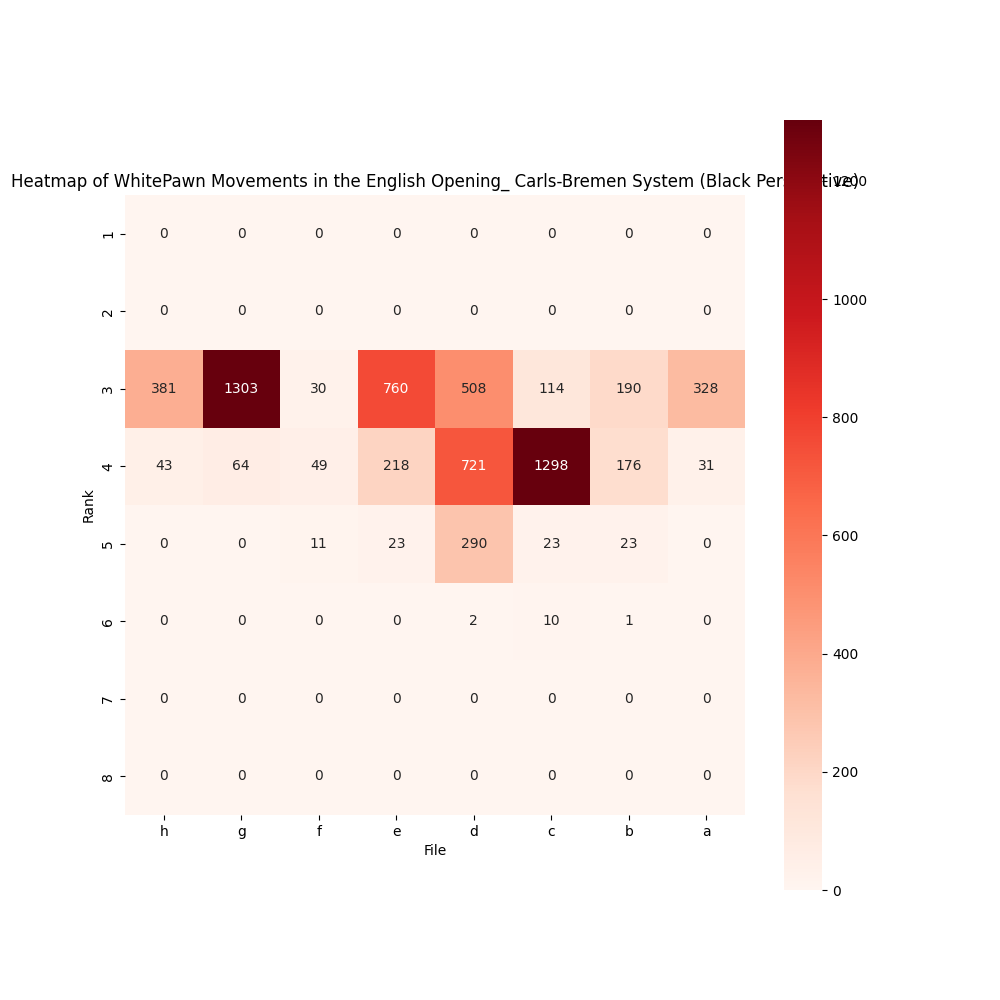 Heatmap of WhitePawn Movements in the English Opening_ Carls-Bremen System (Black
1200
1 0 0 0 0 0 0 0 0
2 0 0 0 0 0 0 0 0
1000
3 381 1303 30 760 508 114 190 328
800
4 43 64 49 218 721 1298 176 31
Rank
5 0 0 11 23 290 23 23 0
600
6 0 0 0 0 2 10 1 0
400
7 0 0 0 0 0 0 0 0
200
8 0 0 0 0 0 0 0 0
h g f e d c b a
File
0